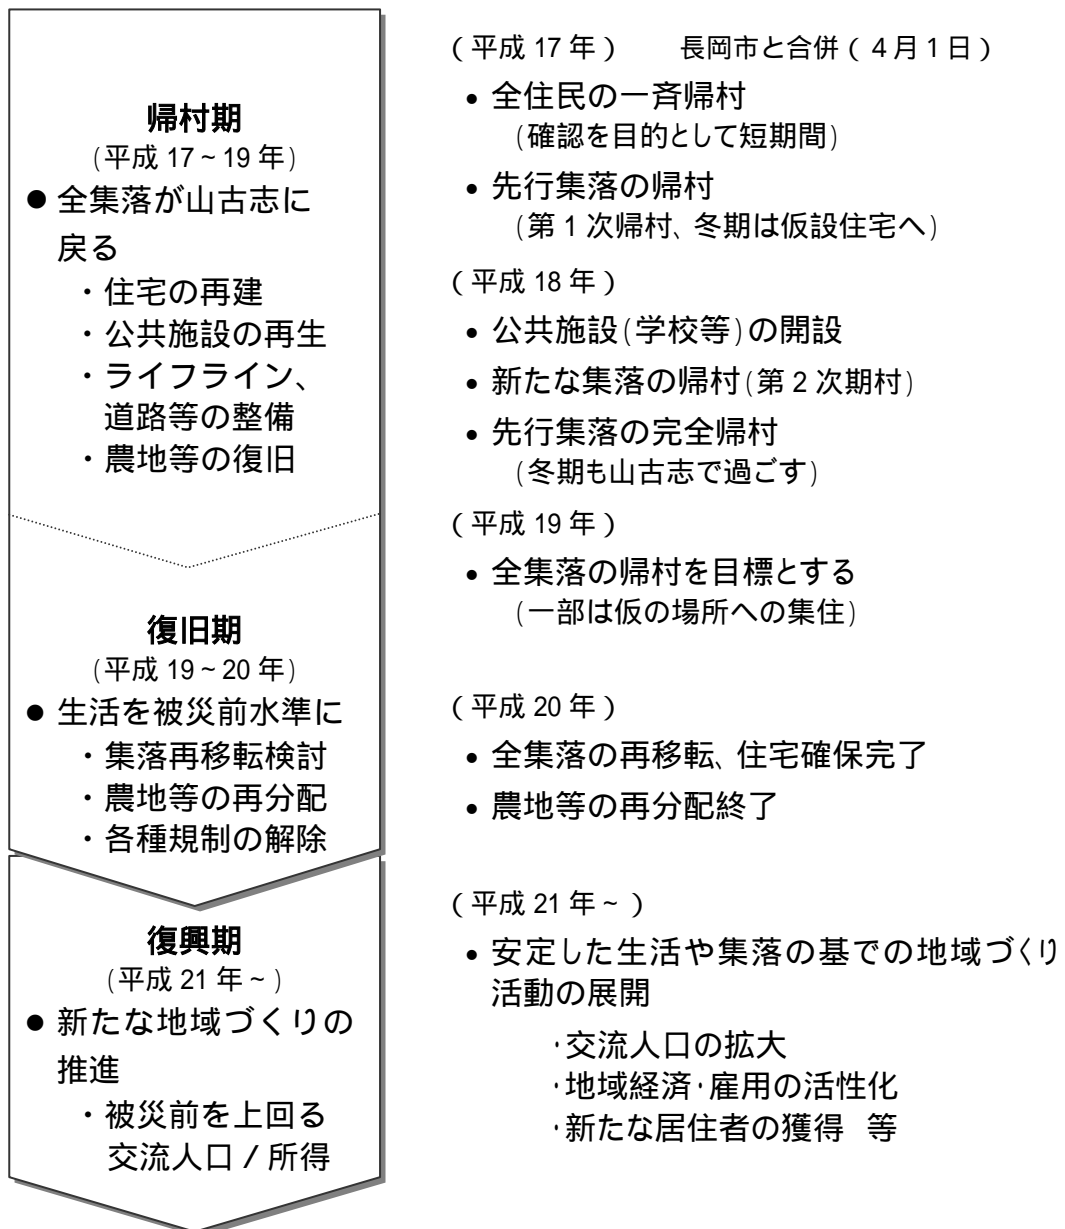 帰村期
(平成 17~19 年)
● 全集落が山古志に
戻る
・住宅の再建
・公共施設の再生
・ライフライン、
道路等の整備
・農地等の復旧
復旧期
(平成 19~20 年)
● 生活を被災前水準に
・集落再移転検討
・農地等の再分配
・各種規制の解除
復興期
(平成 21 年~)
● 新たな地域づくりの
推進
・被災前を上回る
交流人口/所得
(平成 17 年) 長岡市と合併(4月1日)
• 全住民の一斉帰村
(確認を目的として短期間)
• 先行集落の帰村
(第1次帰村、冬期は仮設住宅へ)
(平成 18 年)
• 公共施設(学校等)の開設
• 新たな集落の帰村(第2次期村)
• 先行集落の完全帰村
(冬期も山古志で過ごす)
(平成 19 年)
• 全集落の帰村を目標とする
(一部は仮の場所への集住)
(平成 20 年)
• 全集落の再移転、住宅確保完了
• 農地等の再分配終了
(平成 21 年~)
• 安定した生活や集落の基での地域づくり
活動の展開
・交流人口の拡大
・地域経済・雇用の活性化
・新たな居住者の獲得 等